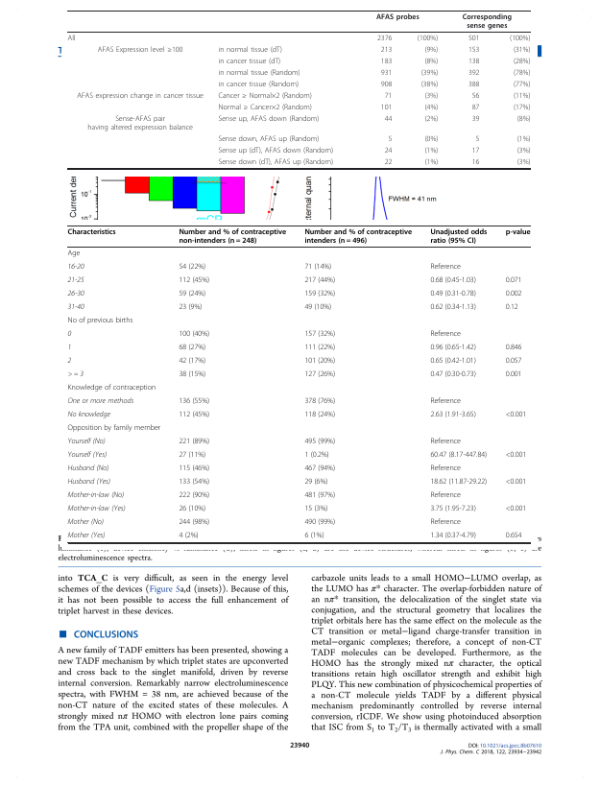 AFAS probes Corresponding sense genes
All 2376 (100%) 501 (100%)
AFAS Expression level ≥100 in normal tissue (dT) 213 (9%) 153 (31%)
in cancer tissue (dT) 183 (8%) 138 (28%)
in normal tissue (Random) 931 (39%) 392 (78%)
in cancer tissue (Random) 908 (38%) 388 (77%)
AFAS expression change in cancer tissue Cancer ≥ Normal×2 (Random) 71 (3%) 56 (11%)
Normal ≥ Cancer×2 (Random) 101 (4%) 87 (17%)
Sense-AFAS pair having altered expression balance Sense up, AFAS down (Random) 44 (2%) 39 (8%)
Sense down, AFAS up (Random) 5 (0%) 5 (1%)
Sense up (dT), AFAS down (Random) 24 (1%) 17 (3%)
Sense down (dT), AFAS up (Random) 22 (1%) 16 (3%)
Current
10⁻¹
FWHM = 41 nm
Characteristics Number and % of contraceptive non-intenders (n = 248) Number and % of contraceptive intenders (n = 496) Unadjusted odds ratio (95% CI) p-value
Age
16-20 54 (22%) 71 (14%) Reference
21-25 112 (45%) 217 (44%) 0.68 (0.45-1.03) 0.071
26-30 59 (24%) 159 (32%) 0.49 (0.31-0.78) 0.002
31-40 23 (9%) 49 (10%) 0.62 (0.34-1.13) 0.12
No of previous births
0 100 (40%) 157 (32%) Reference
1 68 (27%) 111 (22%) 0.96 (0.65-1.42) 0.846
2 42 (17%) 101 (20%) 0.65 (0.42-1.01) 0.057
> = 3 38 (15%) 127 (26%) 0.47 (0.30-0.73) 0.001
Knowledge of contraception
One or more methods 136 (55%) 378 (76%) Reference
No knowledge 112 (45%) 118 (24%) 2.63 (1.91-3.65) <0.001
Opposition by family member
Yourself (No) 221 (89%) 495 (99%) Reference
Yourself (Yes) 27 (11%) 1 (0.2%) 60.47 (8.17-447.84) <0.001
Husband (No) 115 (46%) 467 (94%) Reference
Husband (Yes) 133 (54%) 29 (6%) 18.62 (11.87-29.22) <0.001
Mother-in-law (No) 222 (90%) 481 (97%) Reference
Mother-in-law (Yes) 26 (10%) 15 (3%) 3.75 (1.95-7.23) <0.001
Mother (No) 244 (98%) 490 (99%) Reference
Mother (Yes) 4 (2%) 6 (1%) 1.34 (0.37-4.79) 0.654
electroluminescence spectra.
into TCA_C is very difficult, as seen in the energy level
schemes of the devices (Figure 5a,d (insets)). Because of this,
it has not been possible to access the full enhancement of
triplet harvest in these devices.
■ CONCLUSIONS
A new family of TADF emitters has been presented, showing a
new TADF mechanism by which triplet states are upconverted
and cross back to the singlet manifold, driven by reverse
internal conversion. Remarkably narrow electroluminescence
spectra, with FWHM = 38 nm, are achieved because of the
non-CT nature of the excited states of these molecules. A
strongly mixed nπ HOMO with electron lone pairs coming
from the TPA unit, combined with the propeller shape of the
carbazole units leads to a small HOMO−LUMO overlap, as
the LUMO has π* character. The overlap-forbidden nature of
an nπ* transition, the delocalization of the singlet state via
conjugation, and the structural geometry that localizes the
triplet orbitals here has the same effect on the molecule as the
CT transition or metal−ligand charge-transfer transition in
metal−organic complexes; therefore, a concept of non-CT
TADF molecules can be developed. Furthermore, as the
HOMO has the strongly mixed nπ character, the optical
transitions retain high oscillator strength and exhibit high
PLQY. This new combination of physicochemical properties of
a non-CT molecule yields TADF by a different physical
mechanism predominantly controlled by reverse internal
conversion, rICDF. We show using photoinduced absorption
that ISC from S₁ to T₂/T₃ is thermally activated with a small
23940
DOI: 10.1021/acs.jpcc.8b07610
J. Phys. Chem. C 2018, 122, 23934−23942